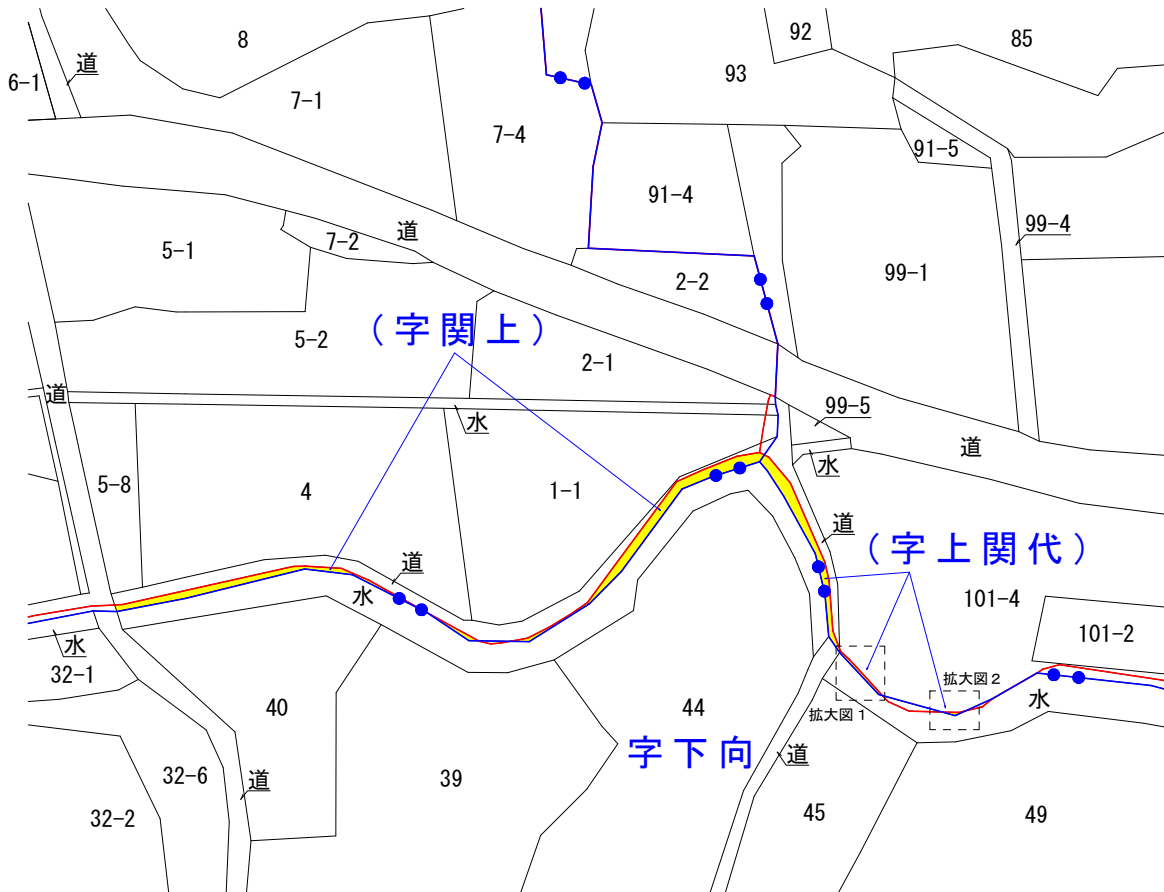 8
92
85
道
6-1
93
7-1
7-4
91-5
91-4
99-4
道
7-2
5-1
99-1
2-2
(字関上)
5-2
2-1
道
99-5
水
道
水
5-8
4
1-1
道
(字上関代)
道
水
101-4
水
101-2
32-1
拡大図2
水
40
44
拡大図1
字下向
道
32-6
道
39
45
49
32-2